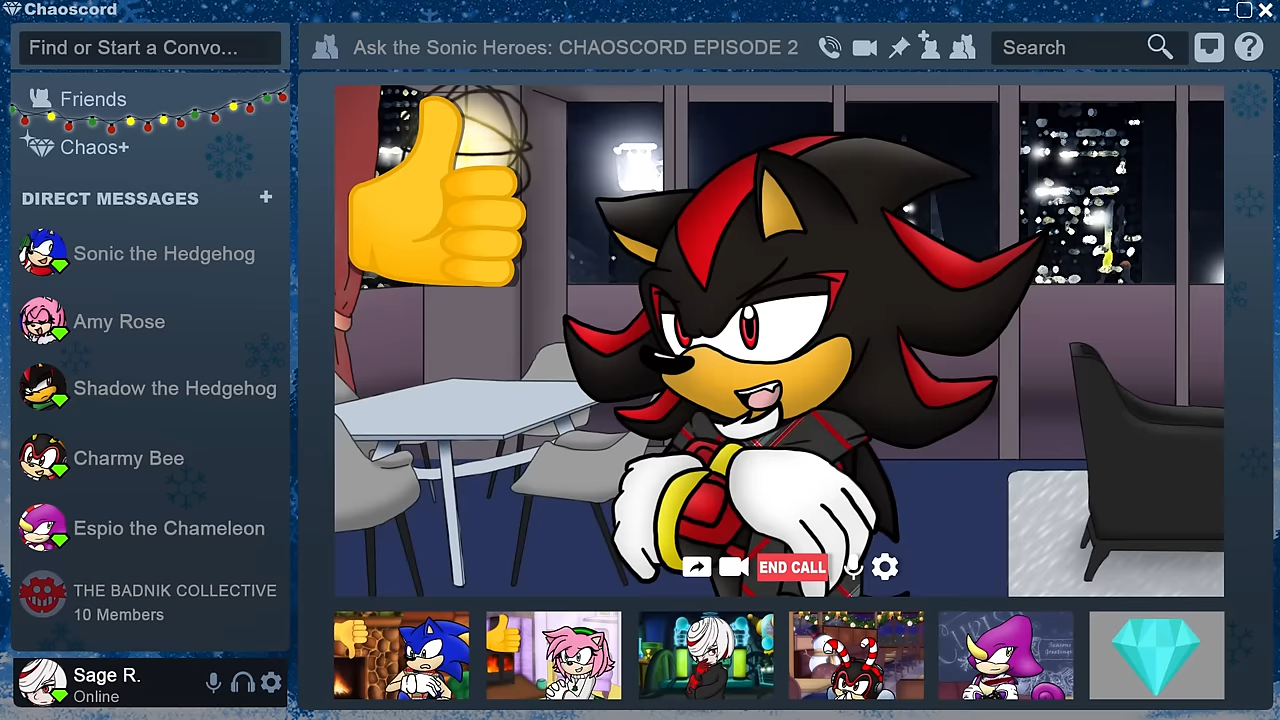 Chaoscord
Find or Start a Convo...
Ask the Sonic Heroes: CHAOSCORD EPISODE 2
Search
?
Friends
Chaos+
DIRECT MESSAGES +
Sonic the Hedgehog
Amy Rose
Shadow the Hedgehog
Charmy Bee
Espio the Chameleon
THE BADNIK COLLECTIVE
10 Members
END CALL
Sage R.
Online